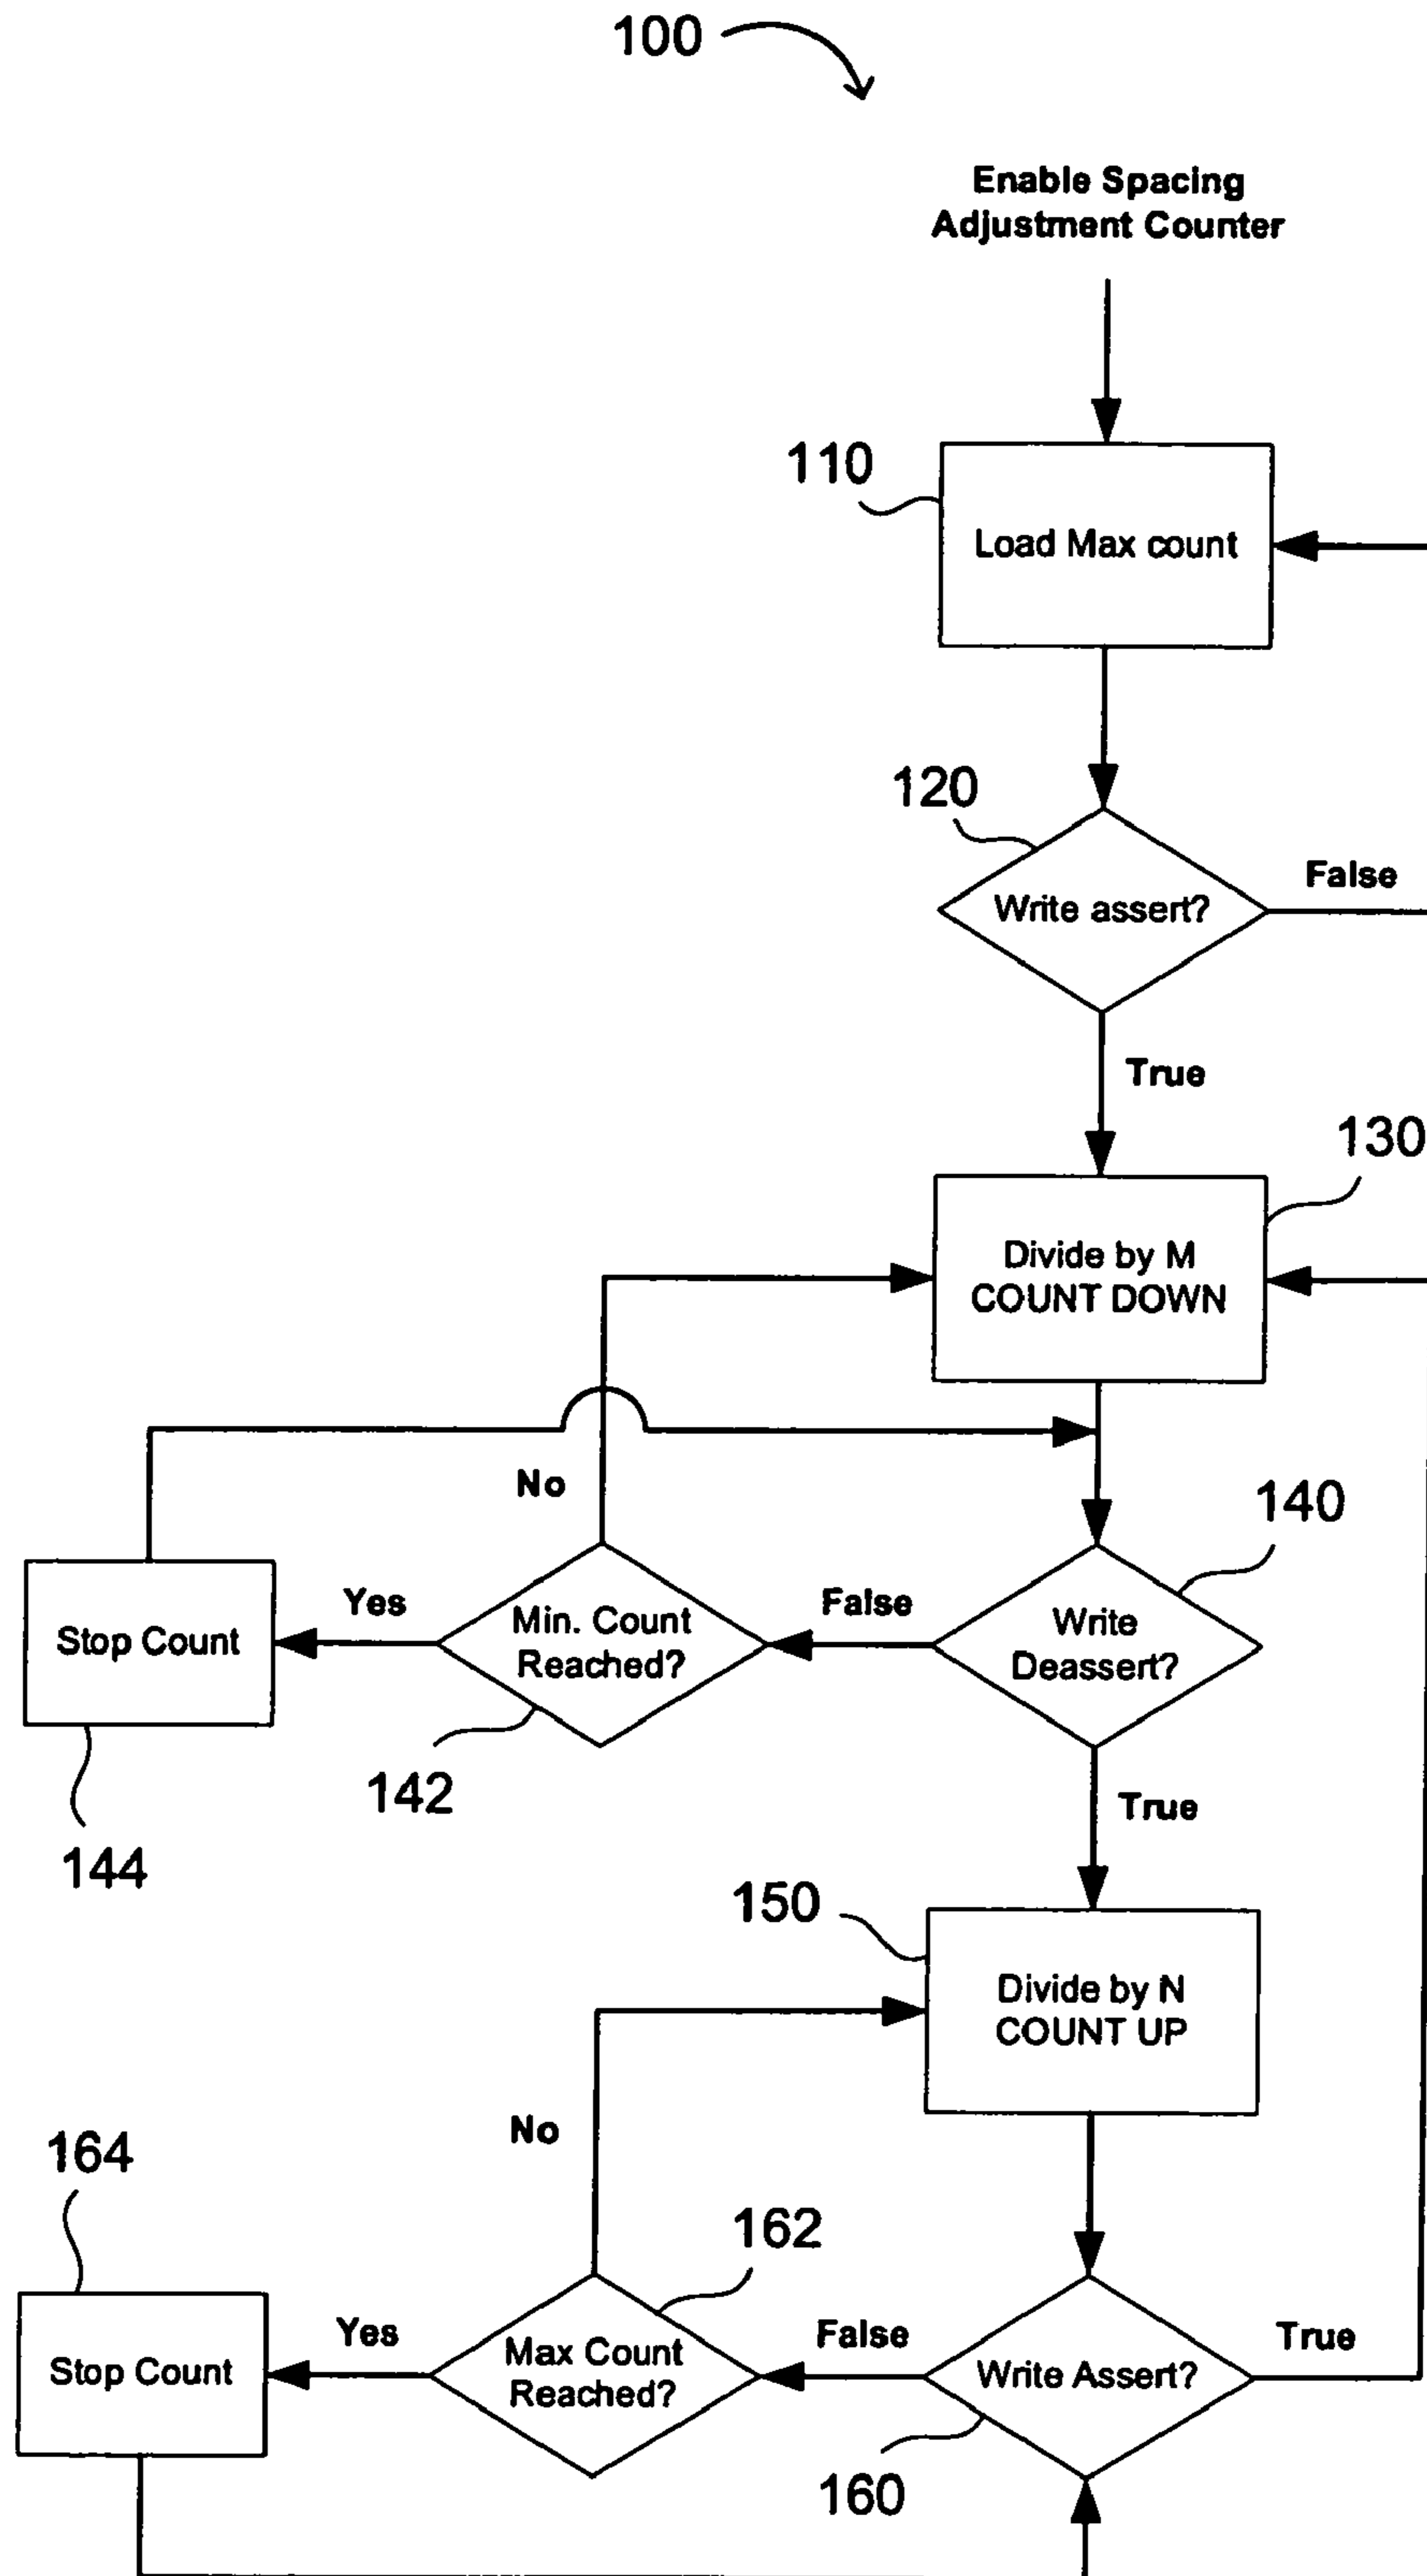 100
Enable Spacing
Adjustment Counter
110
Load Max count
120
Write assert?
False
True
130
Divide by M
COUNT DOWN
No
140
Stop Count
Yes
Min. Count
Reached?
False
Write
Deassert?
142
144
True
150
Divide by N
COUNT UP
No
164
162
Stop Count
Yes
Max Count
Reached?
False
Write Assert?
True
160